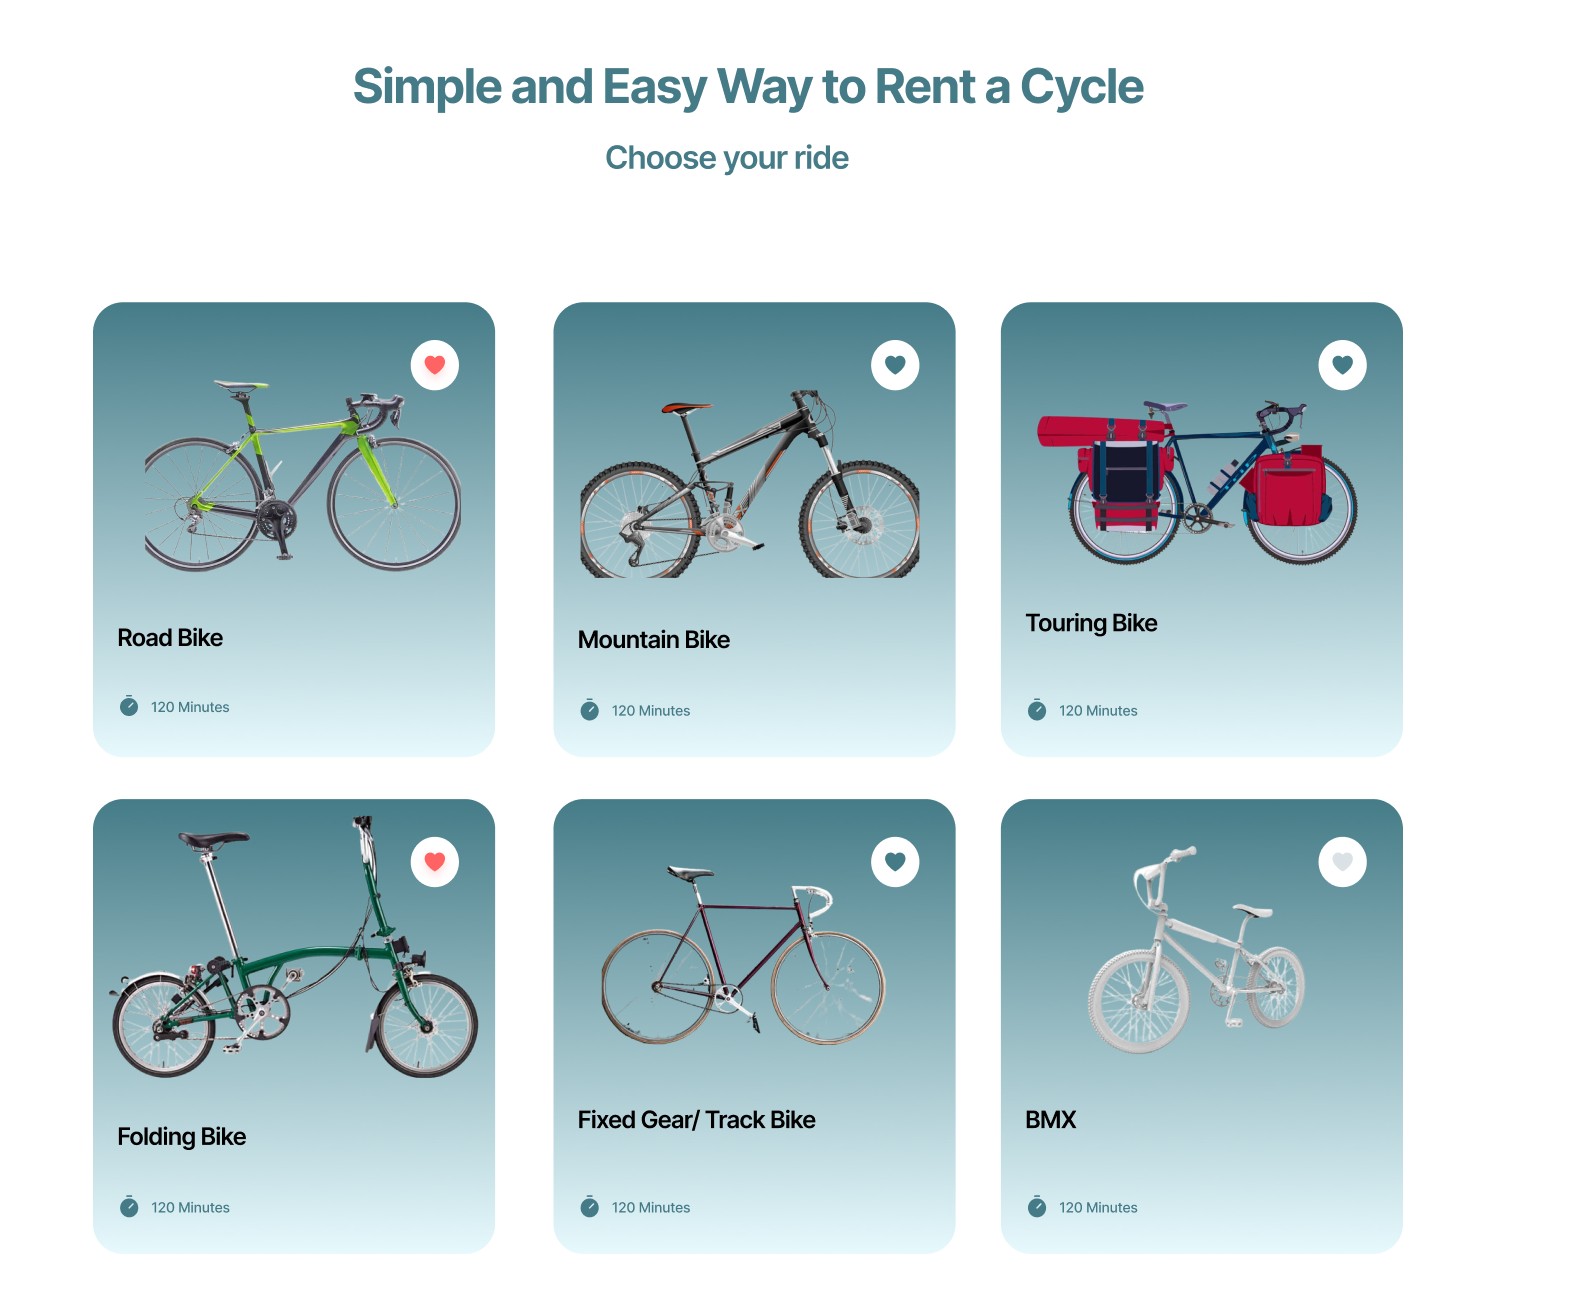 Simple and Easy Way to Rent a Cycle
Choose your ride
Road Bike
120 Minutes
Mountain Bike
120 Minutes
Touring Bike
120 Minutes
Folding Bike
120 Minutes
Fixed Gear/ Track Bike
120 Minutes
BMX
120 Minutes